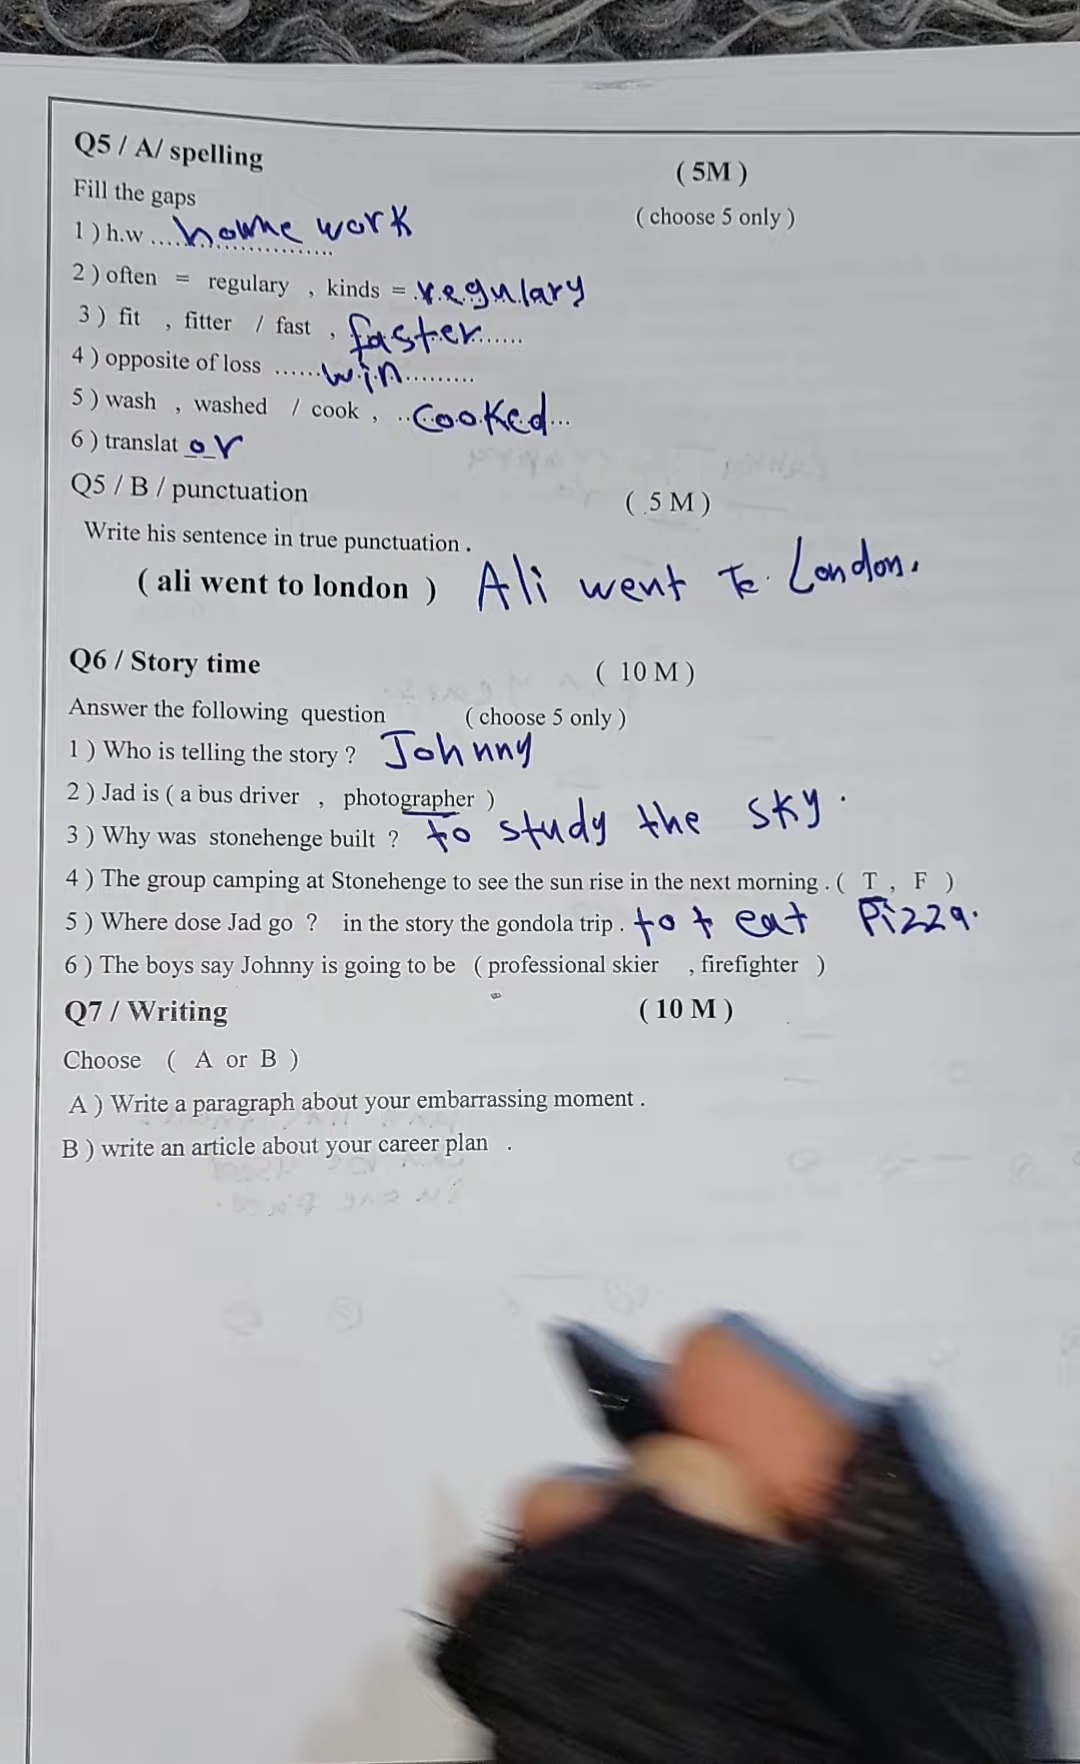 Q5 / A/ spelling ( 5M )
Fill the gaps ( choose 5 only )
1 ) h.w .... home work
2 ) often = regulary , kinds = regulary
3 ) fit , fitter / fast , faster......
4 ) opposite of loss ......win.........
5 ) wash , washed / cook , ..cooked...
6 ) translat or
Q5 / B / punctuation ( 5 M )
Write his sentence in true punctuation .
( ali went to london ) Ali went To London.
Q6 / Story time ( 10 M )
Answer the following question ( choose 5 only )
1 ) Who is telling the story ? Johnny
2 ) Jad is ( a bus driver , photographer )
3 ) Why was stonehenge built ? to study the sky.
4 ) The group camping at Stonehenge to see the sun rise in the next morning . ( T , F )
5 ) Where dose Jad go ? in the story the gondola trip . to t eat Pizza.
6 ) The boys say Johnny is going to be ( professional skier , firefighter )
Q7 / Writing ( 10 M )
Choose ( A or B )
A ) Write a paragraph about your embarrassing moment .
B ) write an article about your career plan .